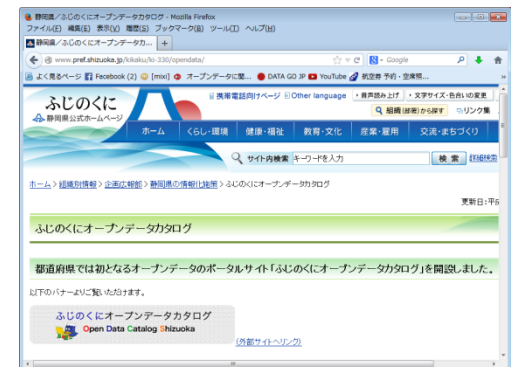 静岡県／ふじのくにオープンデータカタログ - Mozilla Firefox
ファイル(F) 編集(E) 表示(V) 履歴(S) ブックマーク(B) ツール(T) ヘルプ(H)
静岡県／ふじのくにオープンデータカタ... +
www.pref.shizuoka.jp/kikaku/ki-330/opendata/ Google
よく見るページ Facebook (2) [mixi] オープンデータに関... DATA GO JP YouTube 航空券 予約・空席照...
ふじのくに
静岡県公式ホームページ
携帯電話向けページ Other language ・音声読み上げ ・文字サイズ・色合いの変更
組織(部署)から探す リンク集
ホーム くらし・環境 健康・福祉 教育・文化 産業・雇用 交流・まちづくり
サイト内検索 キーワードを入力 検 索 詳細検索
ホーム > 組織別情報 > 企画広報部 > 静岡県の情報化施策 > ふじのくにオープンデータカタログ
更新日:平成
ふじのくにオープンデータカタログ
都道府県では初となるオープンデータのポータルサイト「ふじのくにオープンデータカタログ」を開設しました。
以下のバナーよりご覧いただけます。
ふじのくにオープンデータカタログ
Open Data Catalog Shizuoka
(外部サイトへリンク)